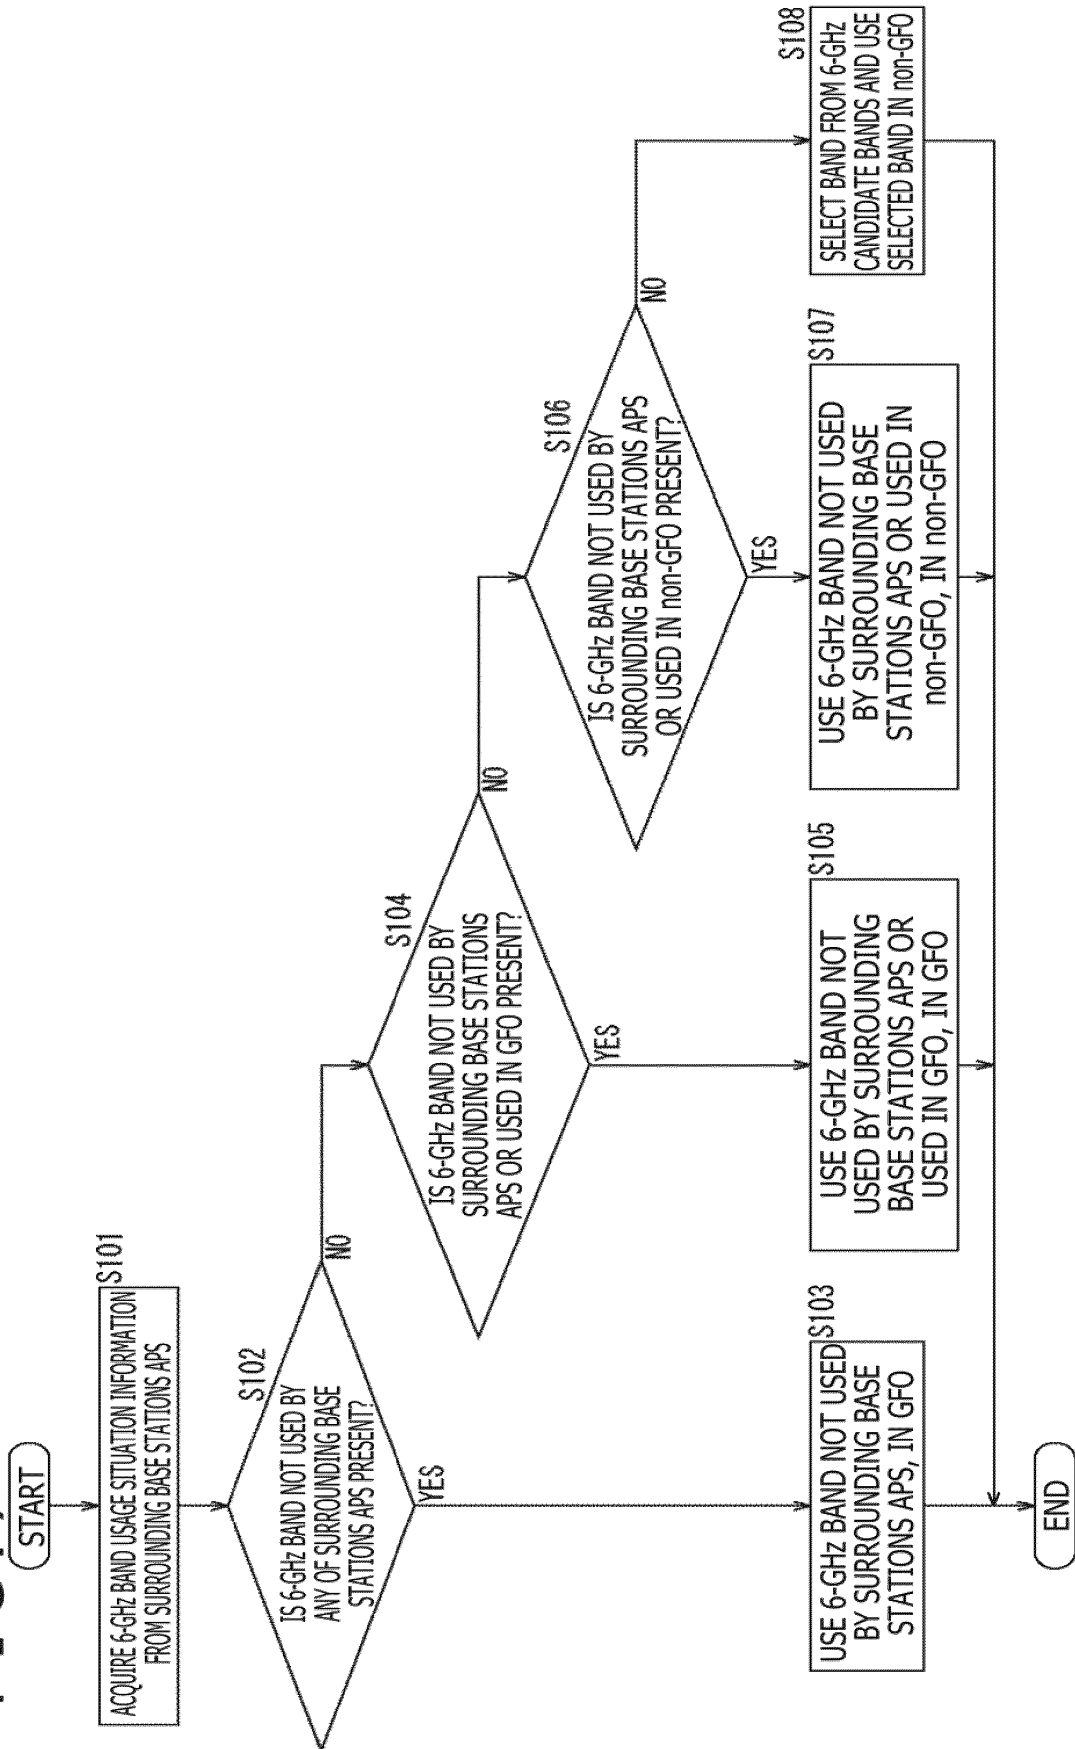 START
S101
ACQUIRE 6-GHz BAND USAGE SITUATION INFORMATION
FROM SURROUNDING BASE STATIONS APS
S102
IS 6-GHz BAND NOT USED BY
ANY OF SURROUNDING BASE
STATIONS APS PRESENT?
NO
YES
S103
USE 6-GHz BAND NOT USED
BY SURROUNDING BASE
STATIONS APS, IN GFO
S104
IS 6-GHz BAND NOT USED BY
SURROUNDING BASE STATIONS
APS OR USED IN GFO PRESENT?
NO
YES
S105
USE 6-GHz BAND NOT
USED BY SURROUNDING
BASE STATIONS APS OR
USED IN GFO, IN GFO
S106
IS 6-GHz BAND NOT USED BY
SURROUNDING BASE STATIONS APS
OR USED IN non-GFO PRESENT?
NO
YES
S107
USE 6-GHz BAND NOT USED
BY SURROUNDING BASE
STATIONS APS OR USED IN
non-GFO, IN non-GFO
S108
SELECT BAND FROM 6-GHz
CANDIDATE BANDS AND USE
SELECTED BAND IN non-GFO
END